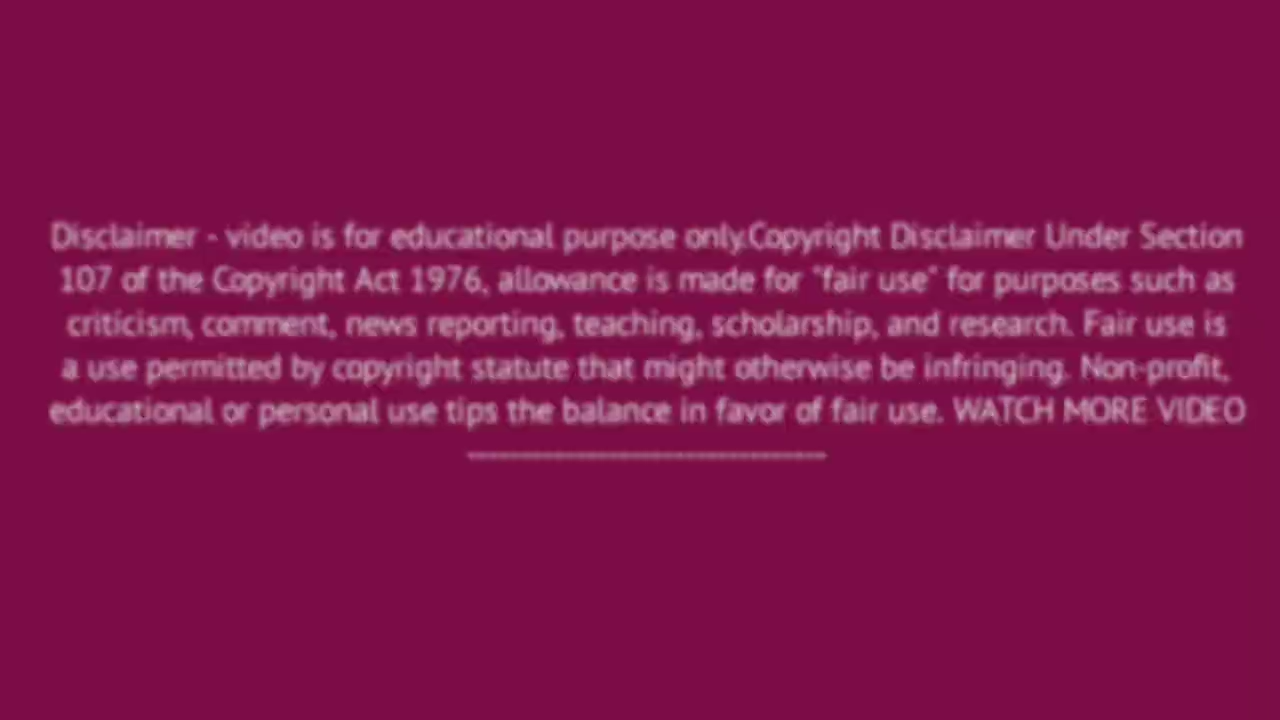 Disclaimer - video is for educational purpose only.Copyright Disclaimer Under Section
107 of the Copyright Act 1976, allowance is made for "fair use" for purposes such as
criticism, comment, news reporting, teaching, scholarship, and research. Fair use is
a use permitted by copyright statute that might otherwise be infringing. Non-profit,
educational or personal use tips the balance in favor of fair use. WATCH MORE VIDEO
------------------------------------